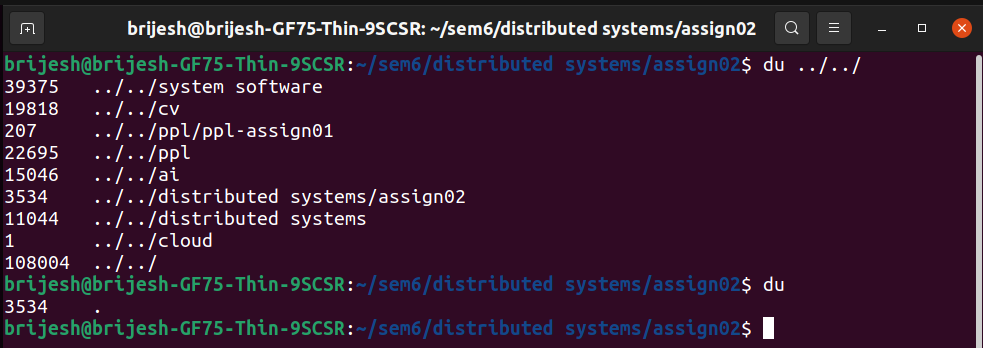 brijesh@brijesh-GF75-Thin-9SCSR: ~/sem6/distributed systems/assign02
brijesh@brijesh-GF75-Thin-9SCSR:~/sem6/distributed systems/assign02$ du ../../
39375 ../../system software
19818 ../../cv
207 ../../ppl/ppl-assign01
22695 ../../ppl
15046 ../../ai
3534 ../../distributed systems/assign02
11044 ../../distributed systems
1 ../../cloud
108004 ../../
brijesh@brijesh-GF75-Thin-9SCSR:~/sem6/distributed systems/assign02$ du
3534 .
brijesh@brijesh-GF75-Thin-9SCSR:~/sem6/distributed systems/assign02$